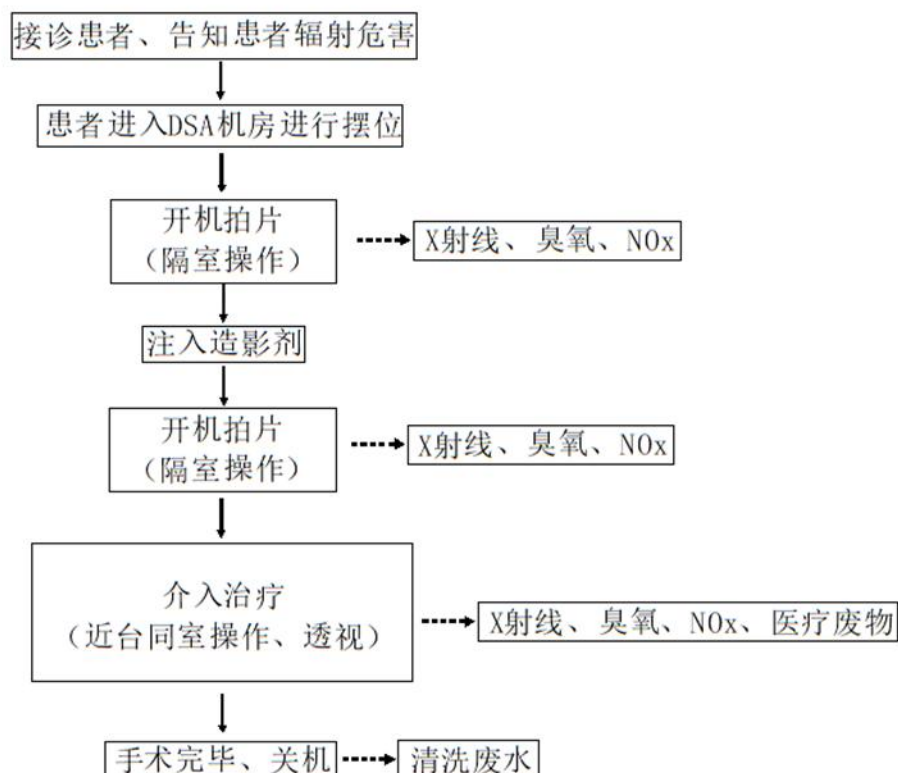 接诊患者、告知患者辐射危害
患者进入DSA机房进行摆位
开机拍片
（隔室操作）
X射线、臭氧、NOx
注入造影剂
开机拍片
（隔室操作）
X射线、臭氧、NOx
介入治疗
（近台同室操作、透视）
X射线、臭氧、NOx、医疗废物
手术完毕、关机
清洗废水